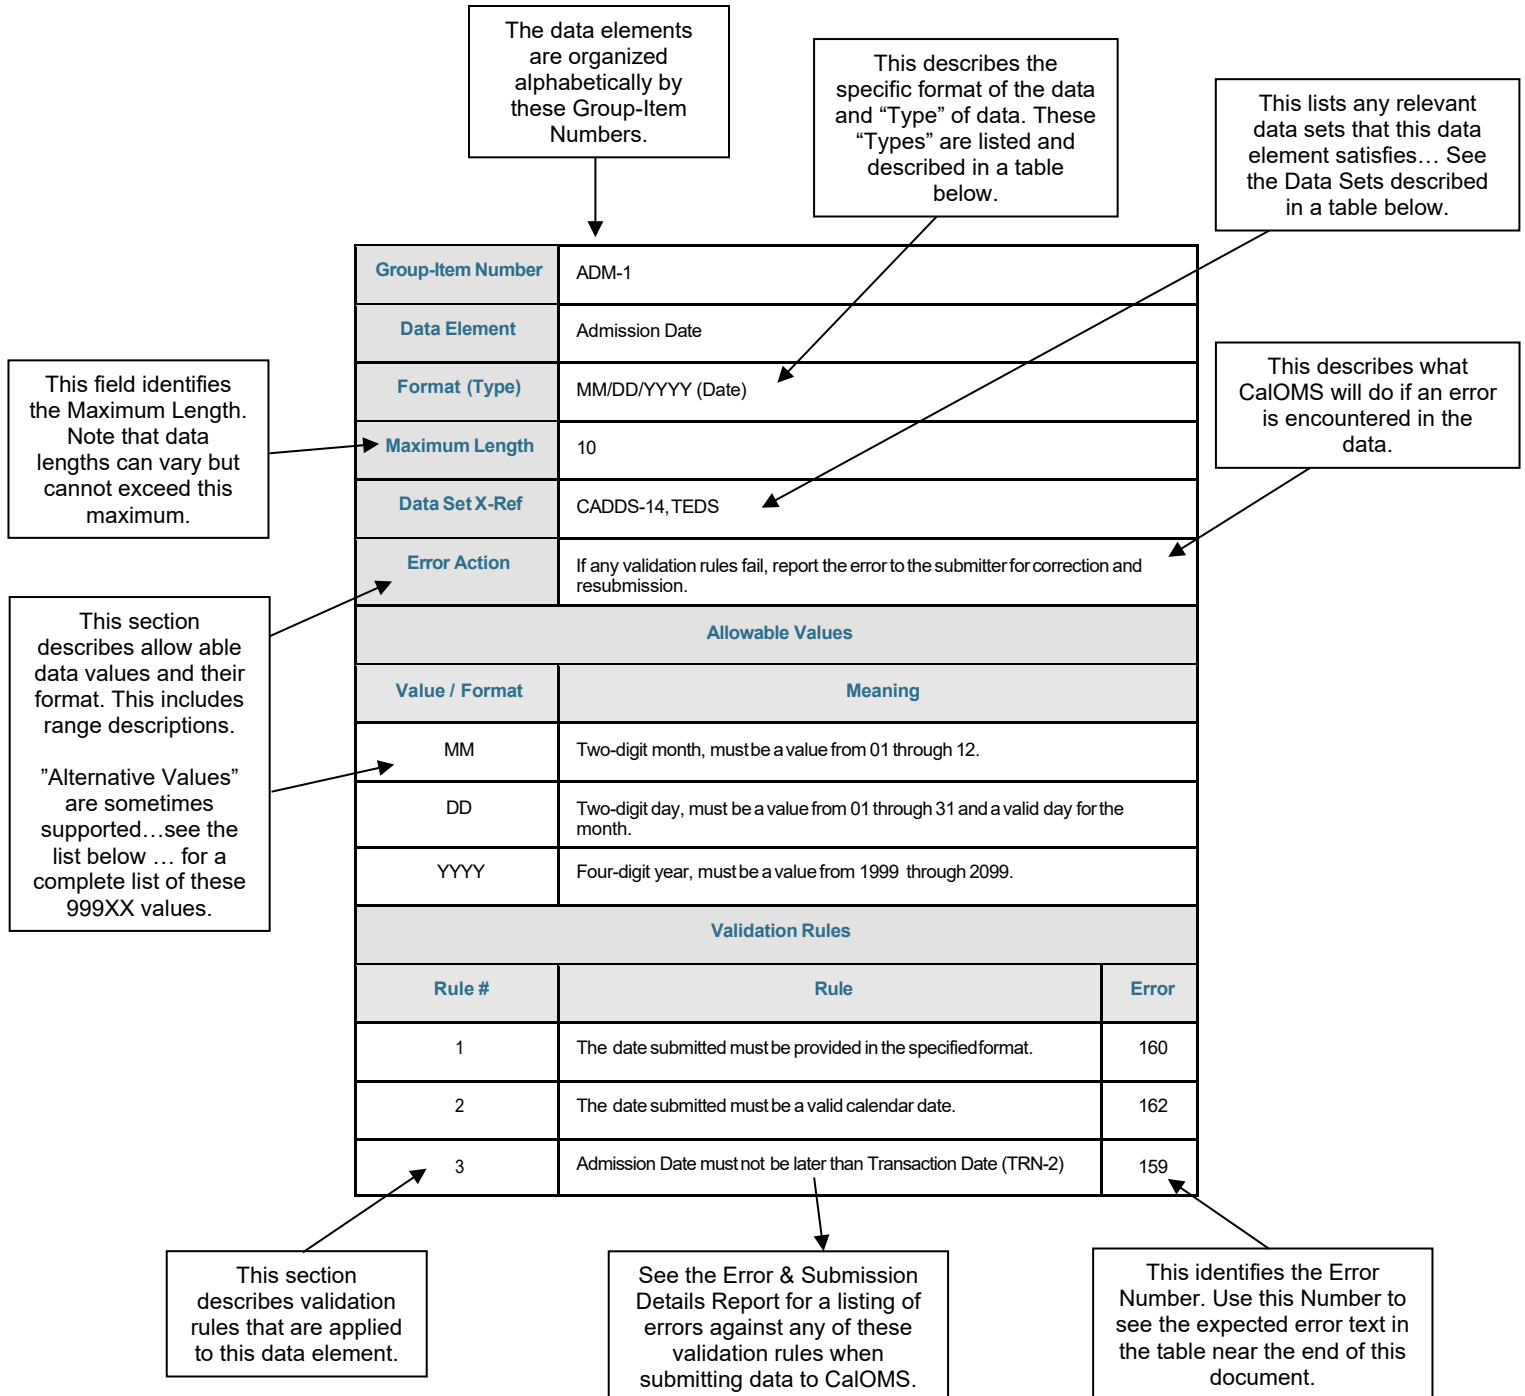 The data elements
are organized
alphabetically by
these Group-Item
Numbers.
This describes the
specific format of the data
and “Type” of data. These
“Types” are listed and
described in a table
below.
This lists any relevant
data sets that this data
element satisfies… See
the Data Sets described
in a table below.
Group-Item Number ADM-1
Data Element Admission Date
Format (Type) MM/DD/YYYY (Date)
Maximum Length 10
Data Set X-Ref CADDS-14, TEDS
Error Action If any validation rules fail, report the error to the submitter for correction and
resubmission.
Allowable Values
Value / Format Meaning
MM Two-digit month, must be a value from 01 through 12.
DD Two-digit day, must be a value from 01 through 31 and a valid day for the
month.
YYYY Four-digit year, must be a value from 1999 through 2099.
Validation Rules
Rule # Rule Error
1 The date submitted must be provided in the specified format. 160
2 The date submitted must be a valid calendar date. 162
3 Admission Date must not be later than Transaction Date (TRN-2) 159
This field identifies
the Maximum Length.
Note that data
lengths can vary but
cannot exceed this
maximum.
This section
describes allow able
data values and their
format. This includes
range descriptions.
”Alternative Values”
are sometimes
supported…see the
list below … for a
complete list of these
999XX values.
This describes what
CalOMS will do if an error
is encountered in the
data.
This section
describes validation
rules that are applied
to this data element.
See the Error & Submission
Details Report for a listing of
errors against any of these
validation rules when
submitting data to CalOMS.
This identifies the Error
Number. Use this Number to
see the expected error text in
the table near the end of this
document.